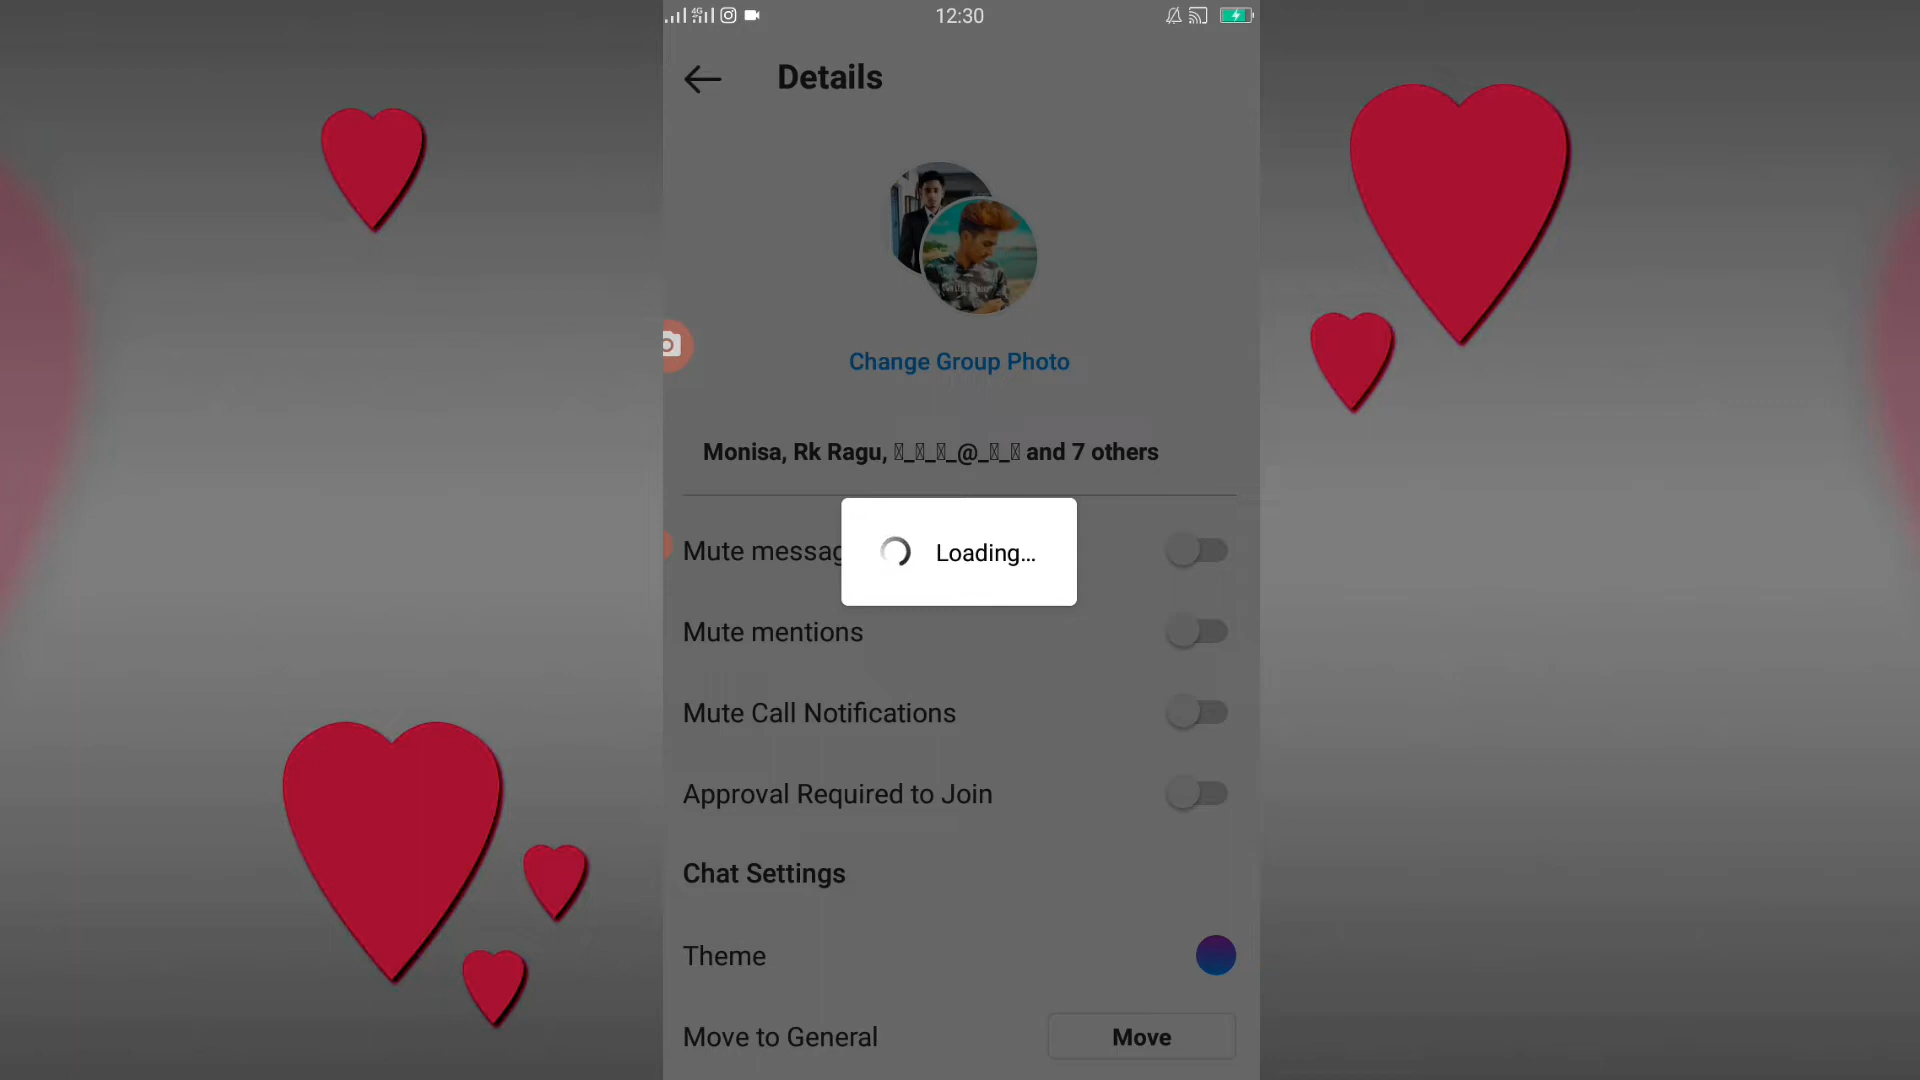 4G 12:30
Details
Change Group Photo
Monisa, Rk Ragu, and 7 others
Mute messag
Loading...
Mute mentions
Mute Call Notifications
Approval Required to Join
Chat Settings
Theme
Move to General Move